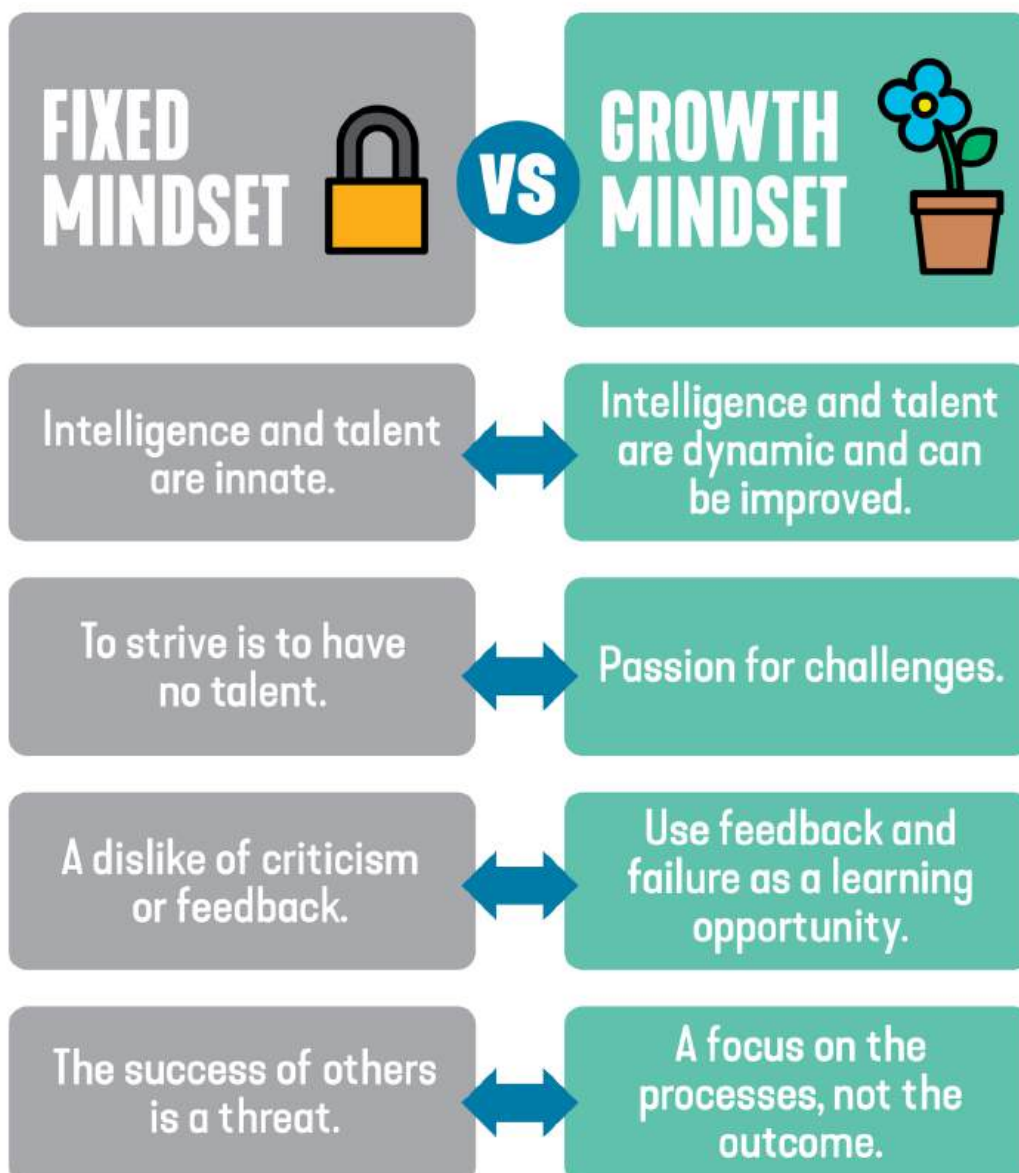 FIXED
MINDSET
VS
GROWTH
MINDSET
Intelligence and talent
are innate.
Intelligence and talent
are dynamic and can
be improved.
To strive is to have
no talent.
Passion for challenges.
A dislike of criticism
or feedback.
Use feedback and
failure as a learning
opportunity.
The success of others
is a threat.
A focus on the
processes, not the
outcome.